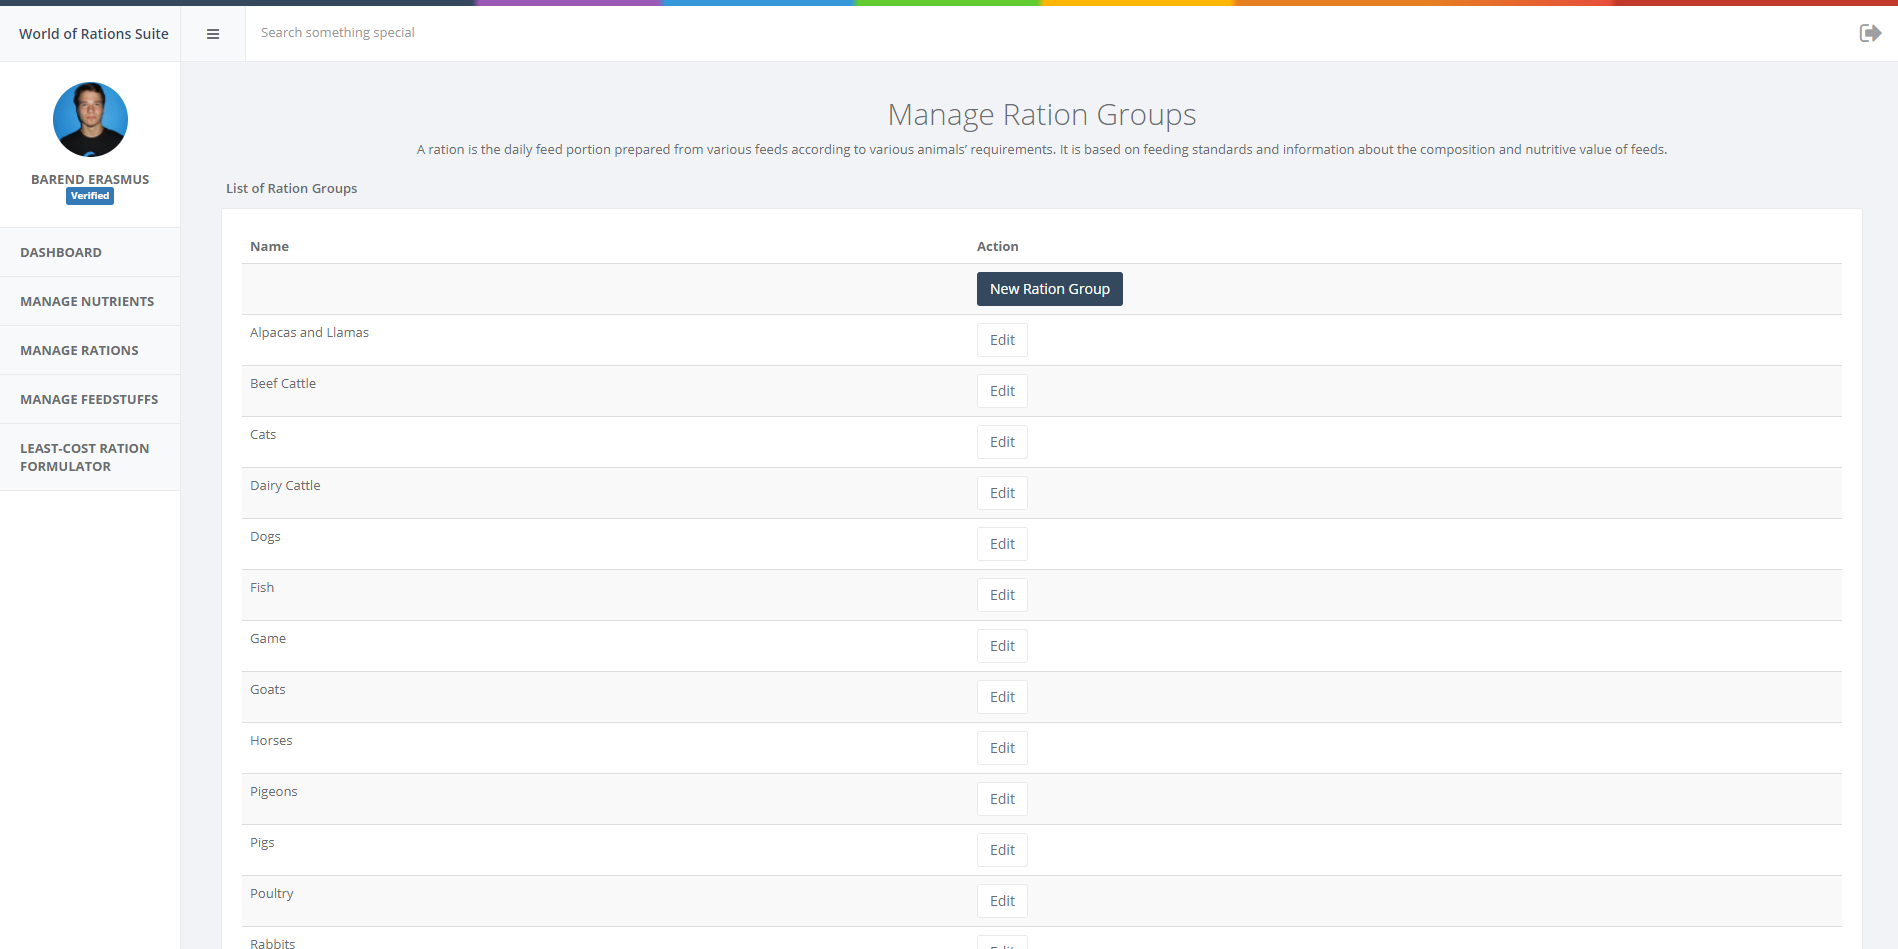 World of Rations Suite
Search something special
BAREND ERASMUS
Verified
DASHBOARD
MANAGE NUTRIENTS
MANAGE RATIONS
MANAGE FEEDSTUFFS
LEAST-COST RATION
FORMULATOR
Manage Ration Groups
A ration is the daily feed portion prepared from various feeds according to various animals’ requirements. It is based on feeding standards and information about the composition and nutritive value of feeds.
List of Ration Groups
Name Action
New Ration Group
Alpacas and Llamas Edit
Beef Cattle Edit
Cats Edit
Dairy Cattle Edit
Dogs Edit
Fish Edit
Game Edit
Goats Edit
Horses Edit
Pigeons Edit
Pigs Edit
Poultry Edit
Rabbits Edit